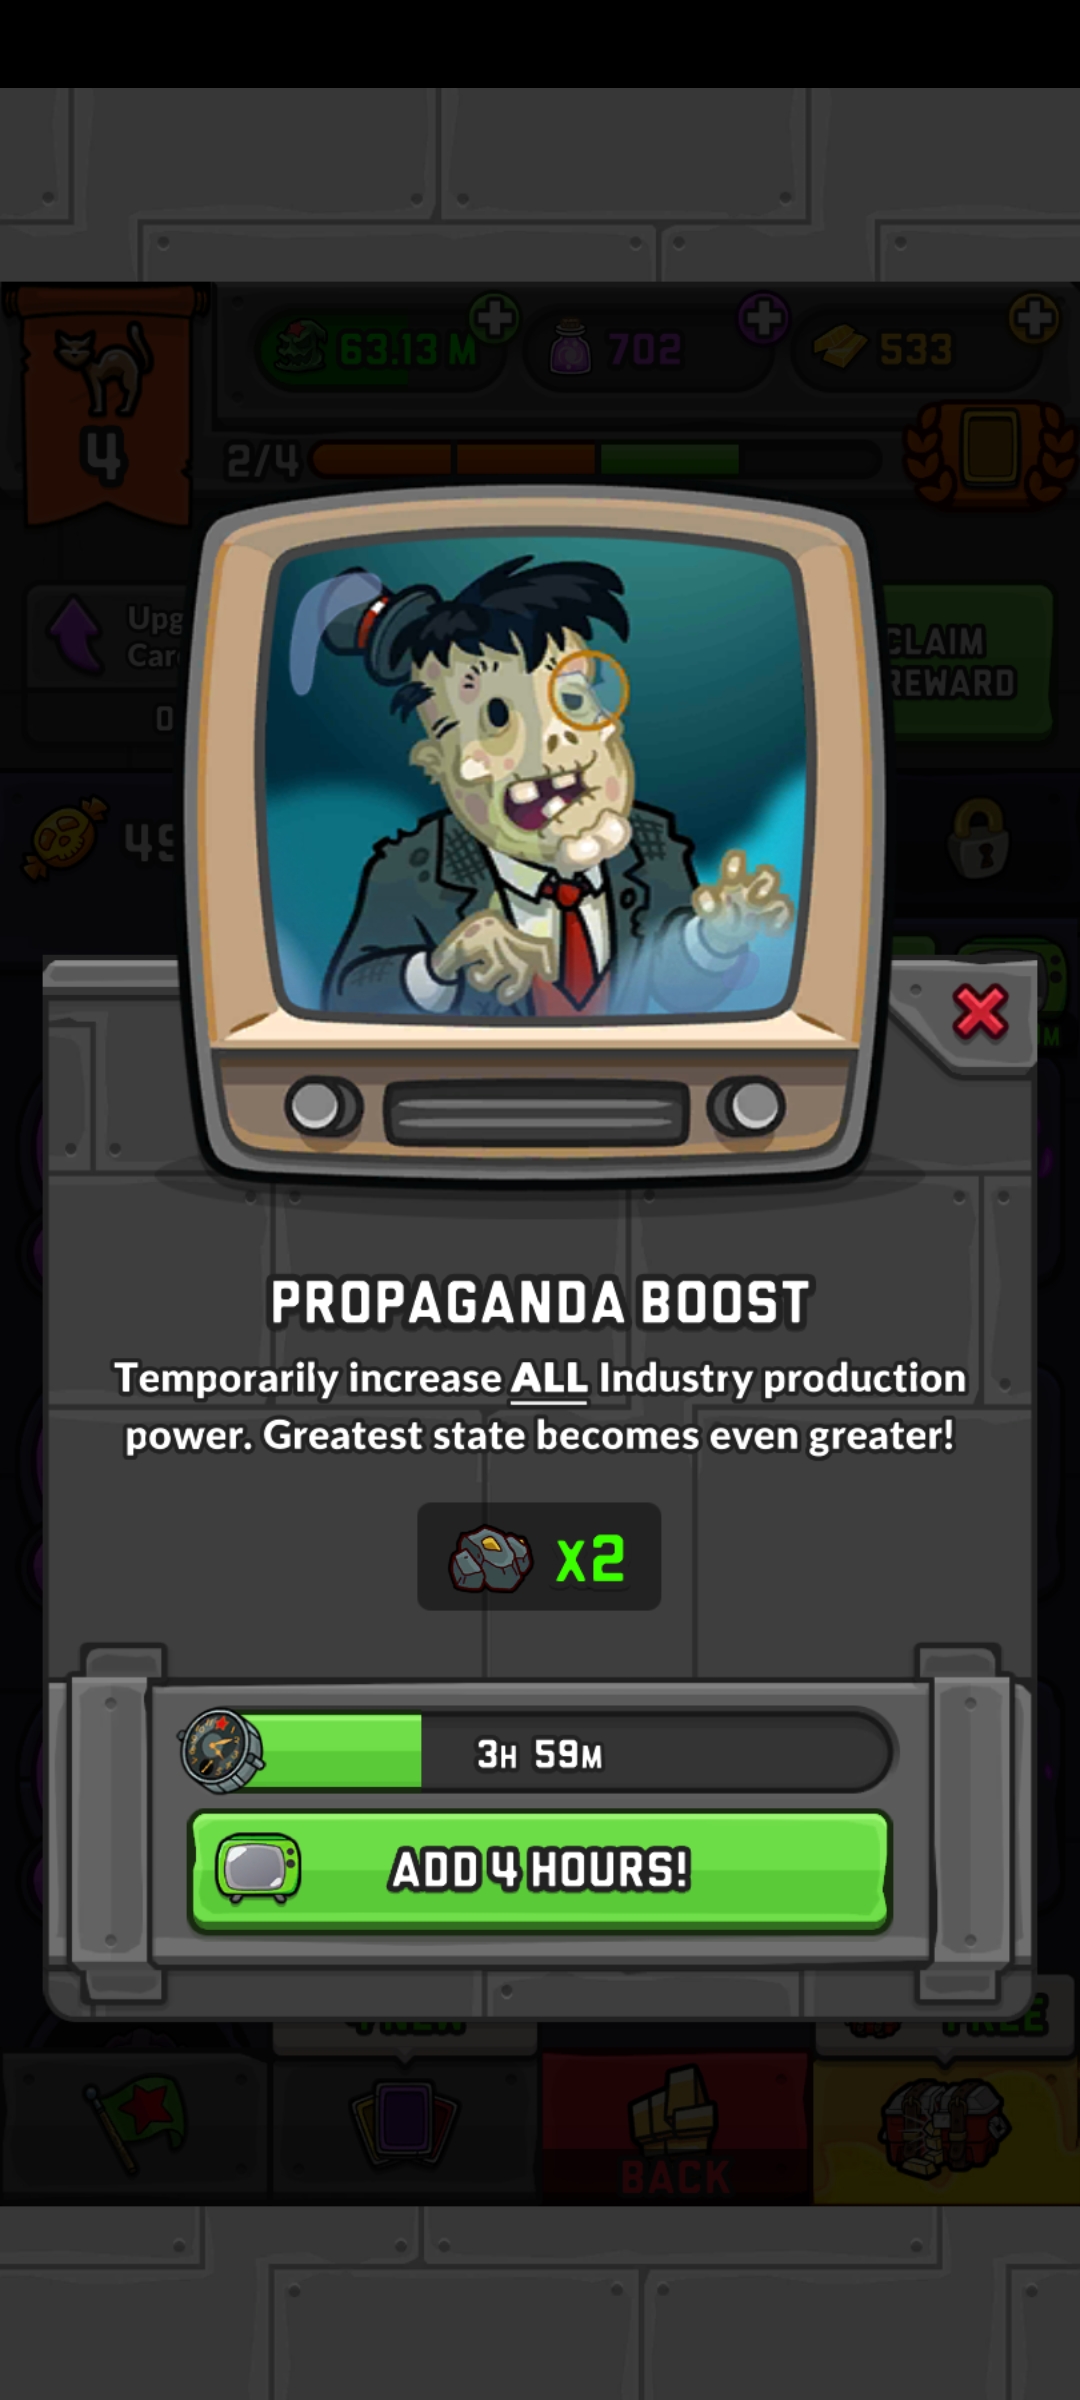 63.13 M
702
533
4
2/4
CLAIM
REWARD
PROPAGANDA BOOST
Temporarily increase ALL Industry production
power. Greatest state becomes even greater!
X2
3H 59M
ADD 4 HOURS!
FREE
BACK